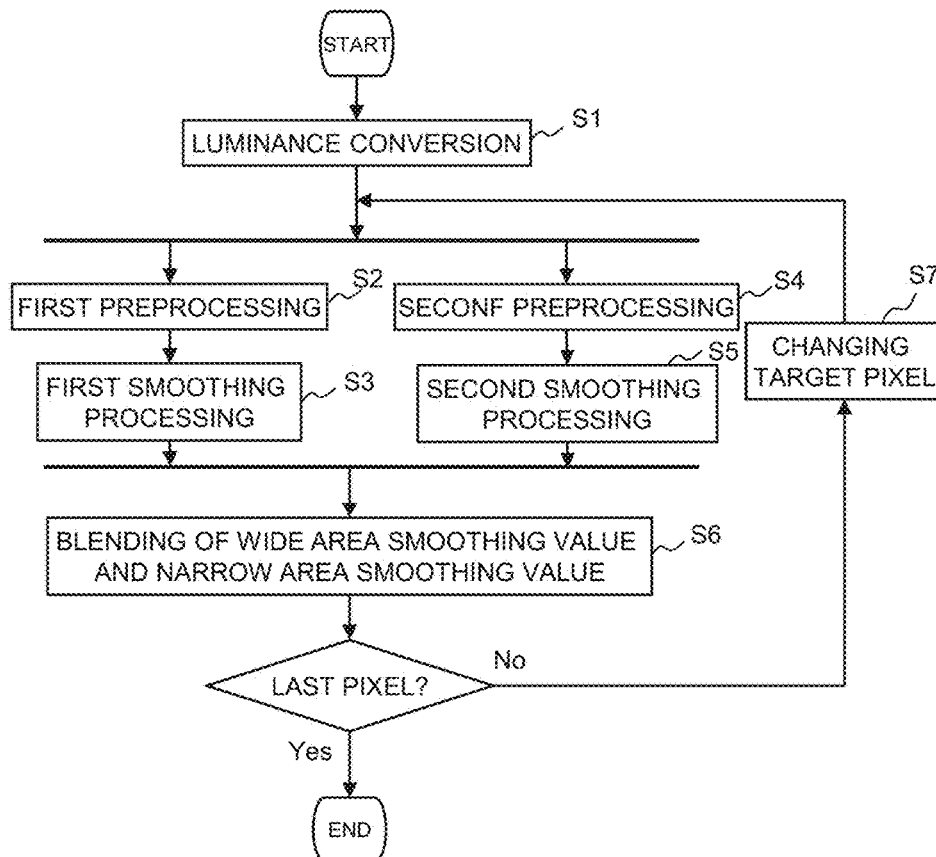 START
S1
LUMINANCE CONVERSION
S2
FIRST PREPROCESSING
S4
SECONF PREPROCESSING
S7
CHANGING
TARGET PIXEL
S3
FIRST SMOOTHING
PROCESSING
S5
SECOND SMOOTHING
PROCESSING
S6
BLENDING OF WIDE AREA SMOOTHING VALUE
AND NARROW AREA SMOOTHING VALUE
LAST PIXEL?
No
Yes
END